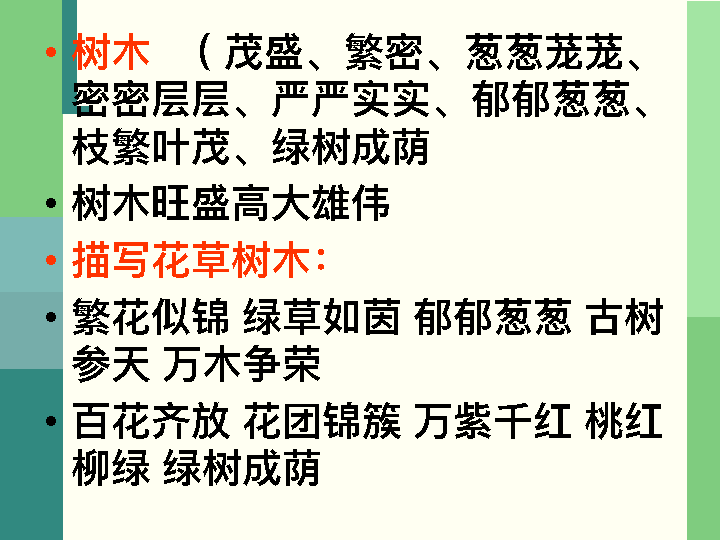 • 树木 （茂盛、繁密、葱葱茏茏、
密密层层、严严实实、郁郁葱葱、
枝繁叶茂、绿树成荫
• 树木旺盛高大雄伟
• 描写花草树木：
• 繁花似锦 绿草如茵 郁郁葱葱 古树
参天 万木争荣
• 百花齐放 花团锦簇 万紫千红 桃红
柳绿 绿树成荫